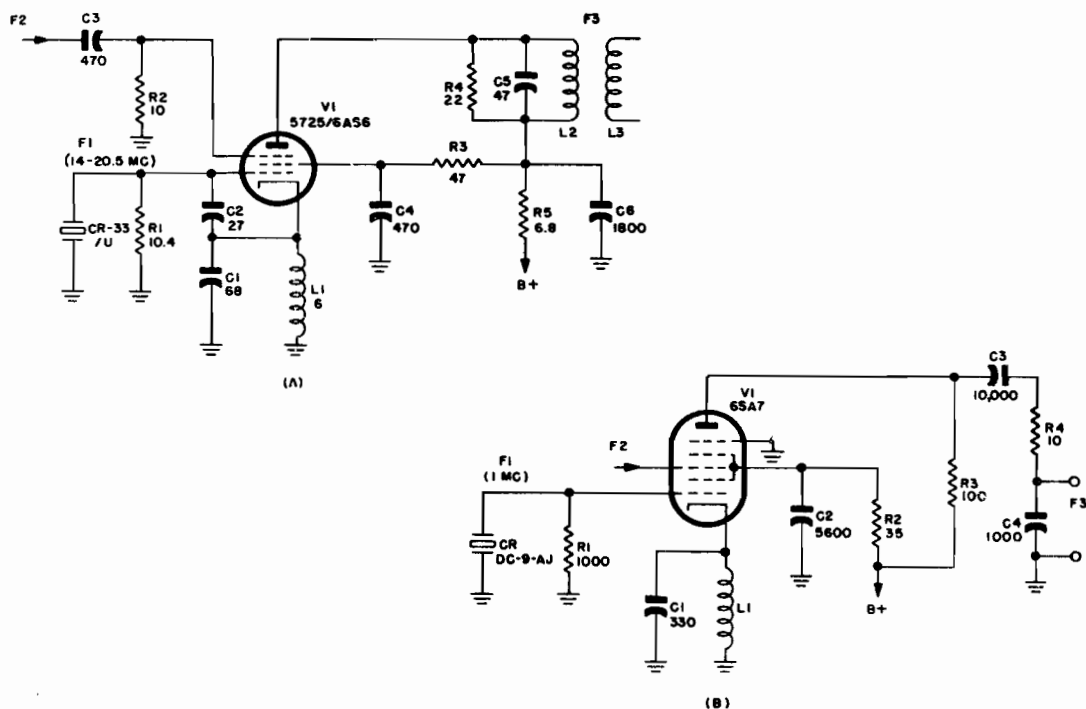 F2
C3
470
R2
10
F1
(14-20.5 MC)
CR-33
/U
R1
10.4
C2
27
C1
68
L1
6
V1
5725/6AS6
C4
470
R3
47
R4
22
C5
47
F3
L2
L3
R5
6.8
B+
C6
1800
(A)
V1
6SA7
F2
F1
(1 MC)
CR
DC-9-AJ
R1
1000
C1
330
L1
C2
5600
R2
35
B+
R3
100
C3
10,000
R4
10
C4
1000
F3
(B)